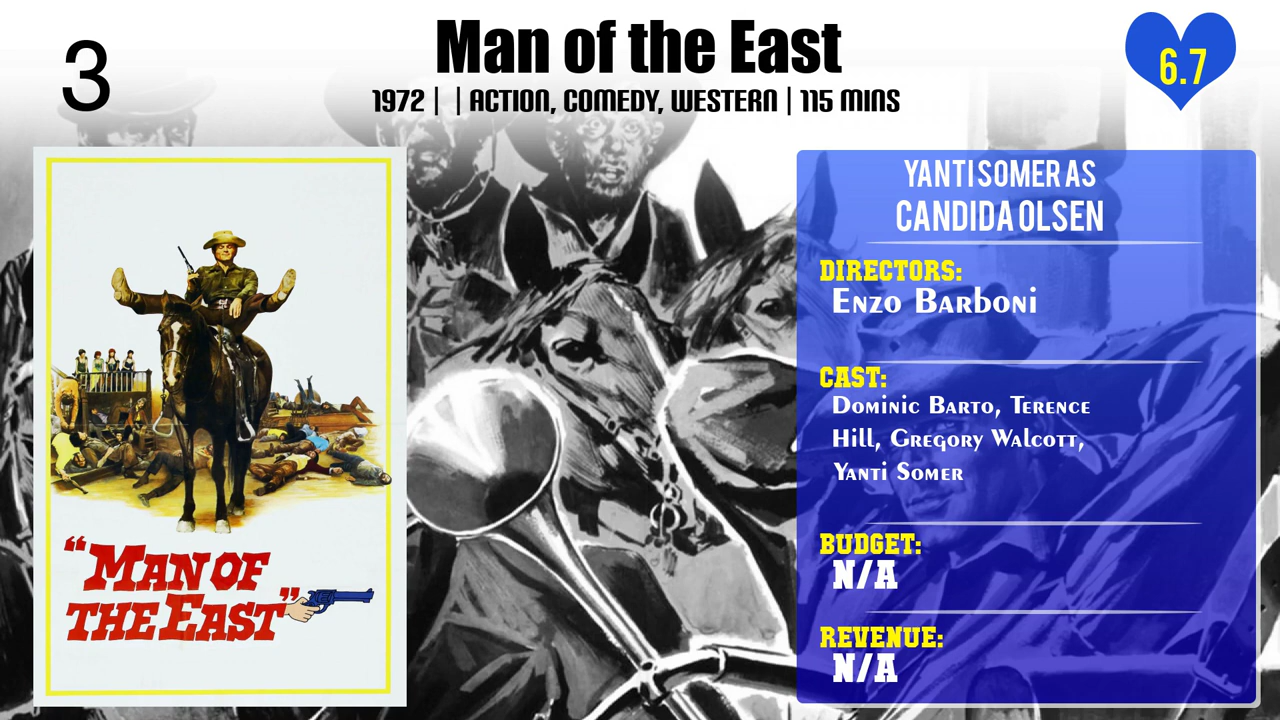 3
Man of the East
1972 | | ACTION, COMEDY, WESTERN | 115 MINS
6.7
YANTI SOMER AS
CANDIDA OLSEN
DIRECTORS:
Enzo Barboni
CAST:
Dominic Barto, Terence
Hill, Gregory Walcott,
Yanti Somer
BUDGET:
N/A
REVENUE:
N/A
"MAN OF
THE EAST"